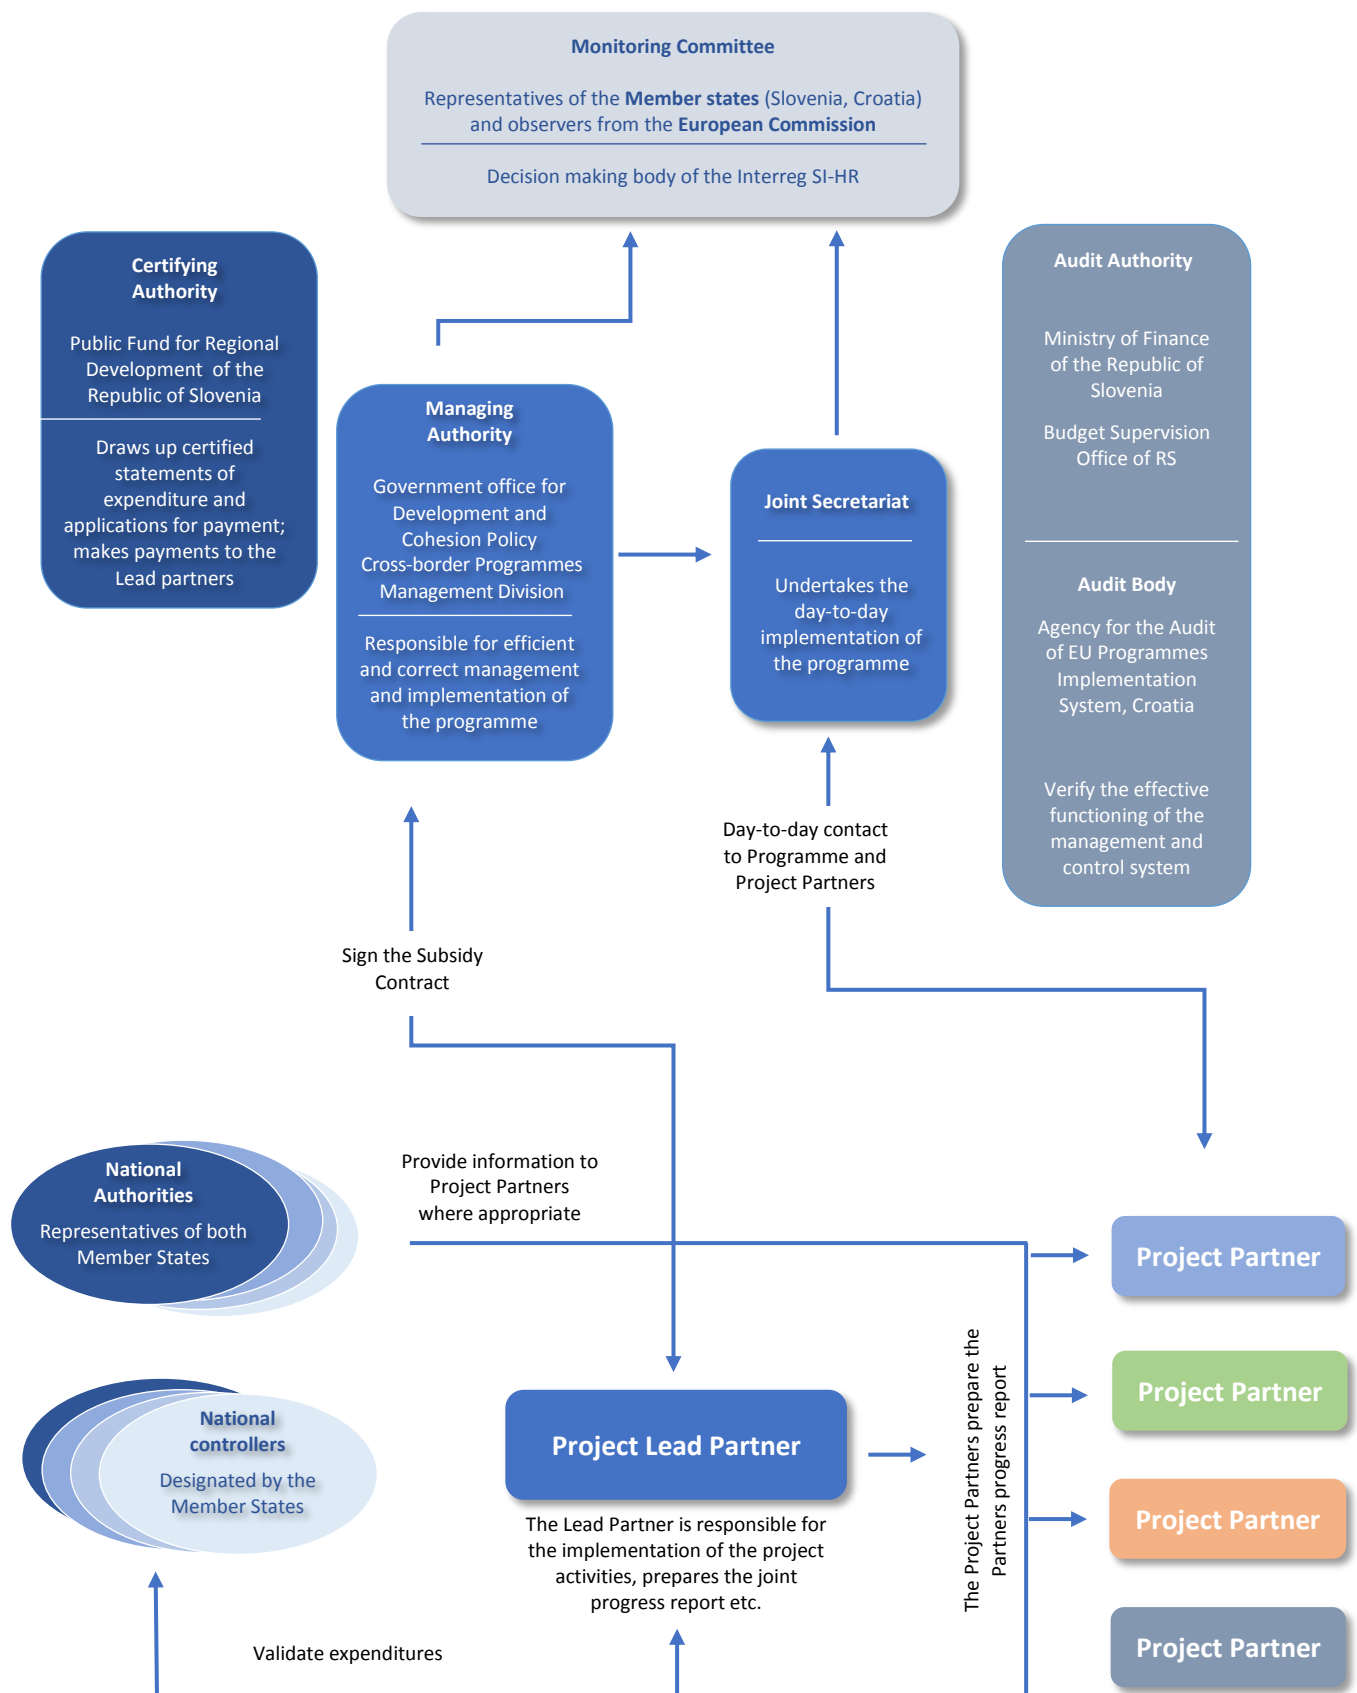 Monitoring Committee
Representatives of the Member states (Slovenia, Croatia)
and observers from the European Commission
Decision making body of the Interreg SI-HR
Certifying
Authority
Public Fund for Regional
Development of the
Republic of Slovenia
Draws up certified
statements of
expenditure and
applications for payment;
makes payments to the
Lead partners
Managing
Authority
Government office for
Development and
Cohesion Policy
Cross-border Programmes
Management Division
Responsible for efficient
and correct management
and implementation of
the programme
Joint Secretariat
Undertakes the
day-to-day
implementation of
the programme
Audit Authority
Ministry of Finance
of the Republic of
Slovenia
Budget Supervision
Office of RS
Audit Body
Agency for the Audit
of EU Programmes
Implementation
System, Croatia
Verify the effective
functioning of the
management and
control system
Day-to-day contact
to Programme and
Project Partners
Sign the Subsidy
Contract
National
Authorities
Representatives of both
Member States
Provide information to
Project Partners
where appropriate
National
controllers
Designated by the
Member States
Project Lead Partner
The Lead Partner is responsible for
the implementation of the project
activities, prepares the joint
progress report etc.
The Project Partners prepare the
Partners progress report
Project Partner
Project Partner
Project Partner
Project Partner
Validate expenditures